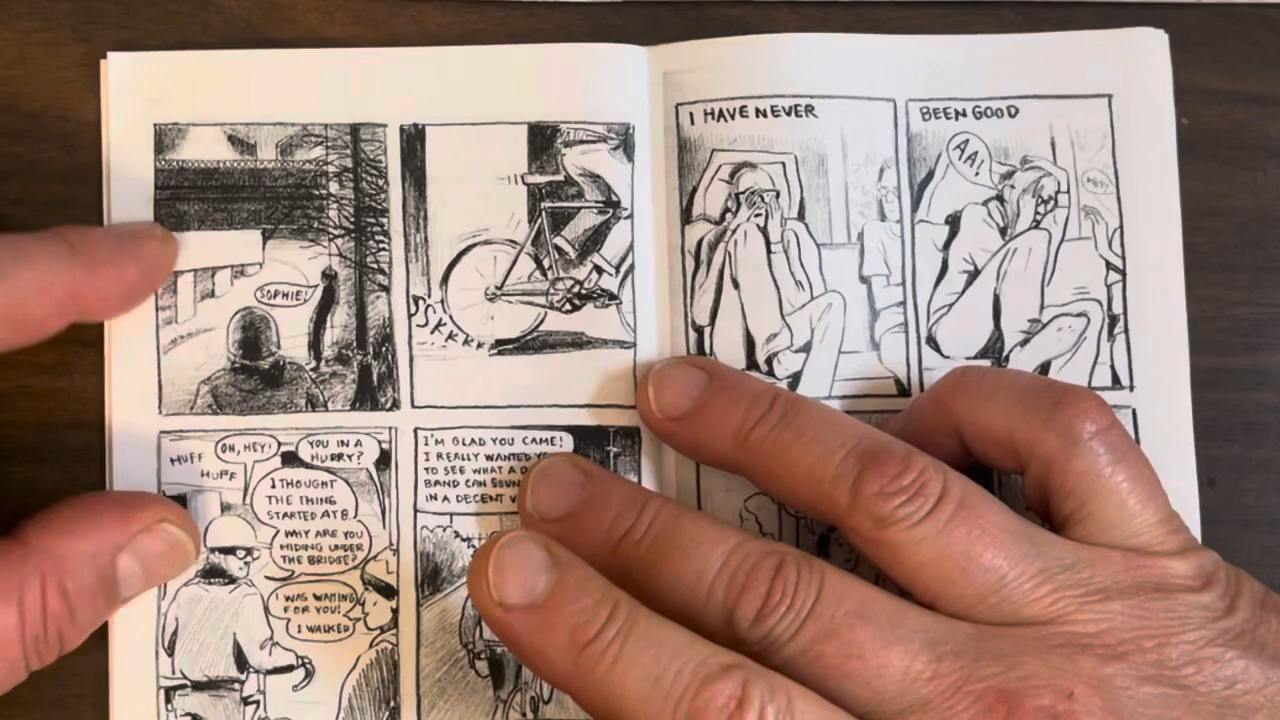 SOPHIE!
SSKRRRR
HUFF
HUFF
OH, HEY!
YOU IN A
HURRY?
I THOUGHT
THE THING
STARTED AT 8.
WHY ARE YOU
HIDING UNDER
THE BRIDGE?
I WAS WAITING
FOR YOU!
I WALKED
I'M GLAD YOU CAME!
I REALLY WANTED
TO SEE WHAT A
BAND CAN
IN A DECENT
I HAVE NEVER
BEEN GOOD
AA!